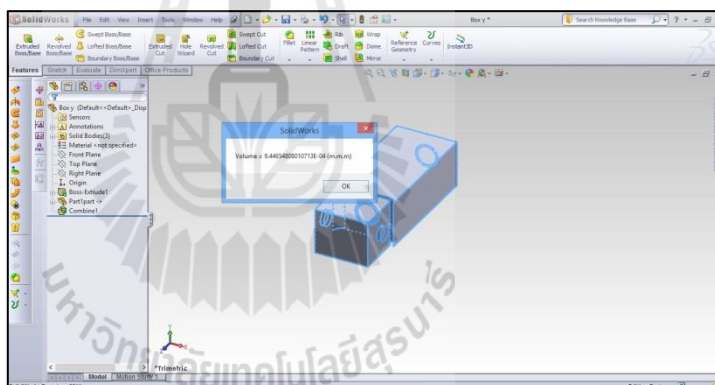 SolidWorks File Edit View Insert Tools Window Help Box y * Search Knowledge Base
Extruded Boss/Base
Revolved Boss/Base
Swept Boss/Base
Lofted Boss/Base
Boundary Boss/Base
Extruded Cut
Hole Wizard
Revolved Cut
Swept Cut
Lofted Cut
Boundary Cut
Fillet
Linear Pattern
Rib
Draft
Shell
Wrap
Dome
Mirror
Reference Geometry
Curves
Instant3D
Features Sketch Evaluate DimXpert Office Products
Box y (Default<<Default>_Disp
Sensors
Annotations
Solid Bodies(3)
Material <not specified>
Front Plane
Top Plane
Right Plane
Origin
Boss-Extrude1
Part1part ->
Combine1
SolidWorks
OK
*Trimetric
Model Motion Study 1